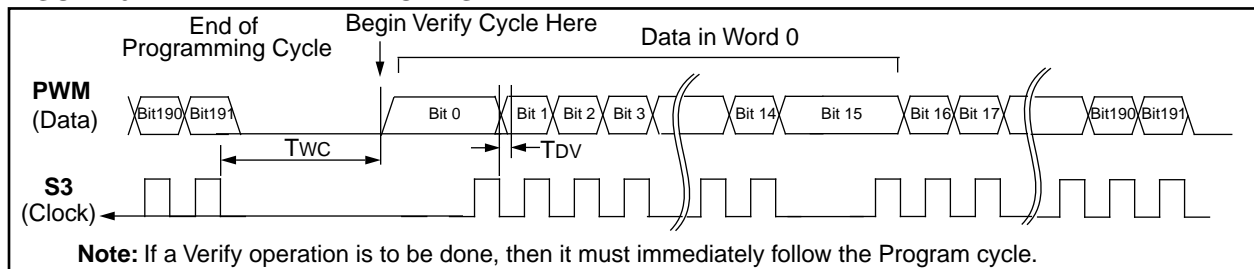 End of
Programming Cycle
Begin Verify Cycle Here
Data in Word 0
PWM
(Data)
Bit190 Bit191 Bit 0 Bit 1 Bit 2 Bit 3 Bit 14 Bit 15 Bit 16 Bit 17 Bit190 Bit191
TWC
TDV
S3
(Clock)
Note: If a Verify operation is to be done, then it must immediately follow the Program cycle.